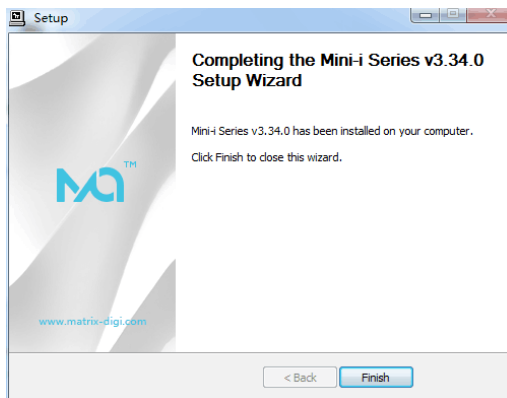 Setup
Completing the Mini-i Series v3.34.0
Setup Wizard
Mini-i Series v3.34.0 has been installed on your computer.
Click Finish to close this wizard.
TM
www.matrix-digi.com
< Back
Finish